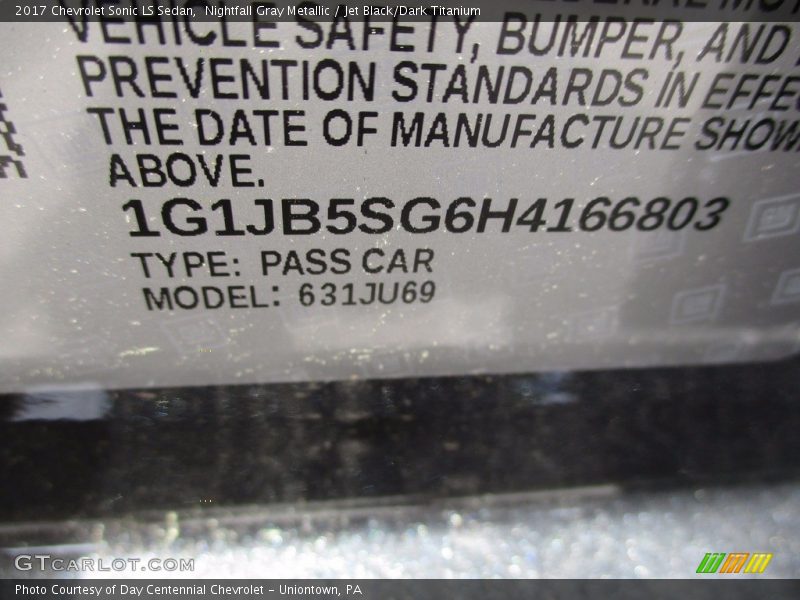 2017 Chevrolet Sonic LS Sedan, Nightfall Gray Metallic / Jet Black/Dark Titanium
VEHICLE SAFETY, BUMPER, AND
PREVENTION STANDARDS IN EFFE
THE DATE OF MANUFACTURE SHOW
ABOVE.
1G1JB5SG6H4166803
TYPE: PASS CAR
MODEL: 631JU69
GTCARLOT.COM
Photo Courtesy of Day Centennial Chevrolet - Uniontown, PA